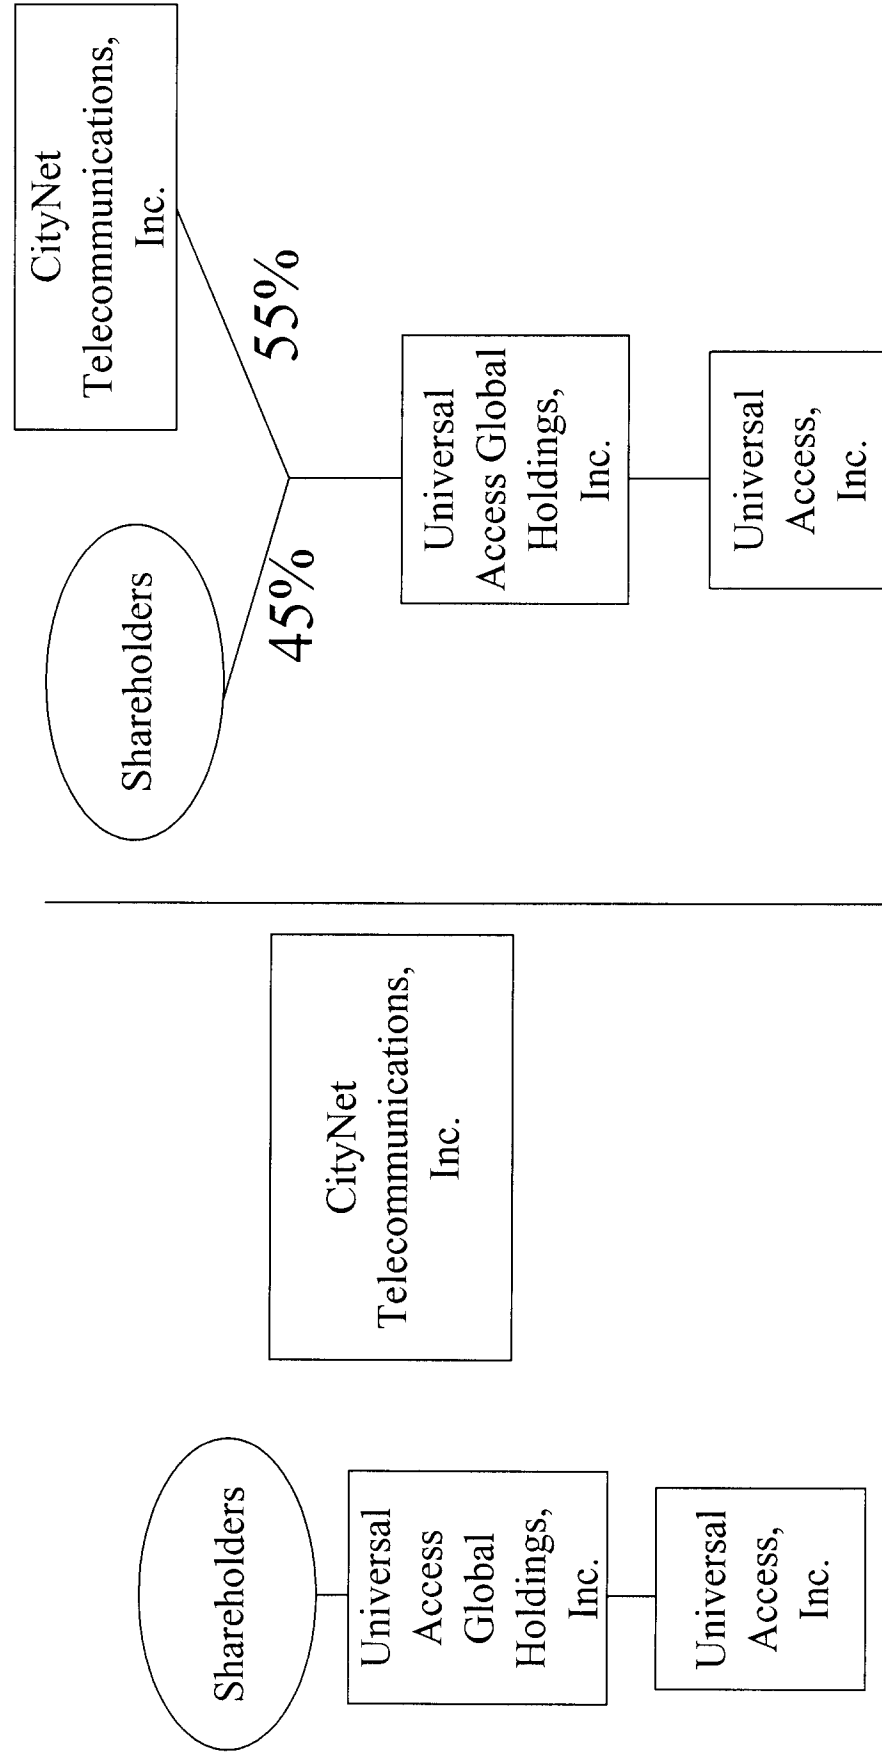 Shareholders
Universal
Access
Global
Holdings,
Inc.
Universal
Access,
Inc.
CityNet
Telecommunications,
Inc.
Shareholders
45%
CityNet
Telecommunications,
Inc.
55%
Universal
Access Global
Holdings,
Inc.
Universal
Access,
Inc.